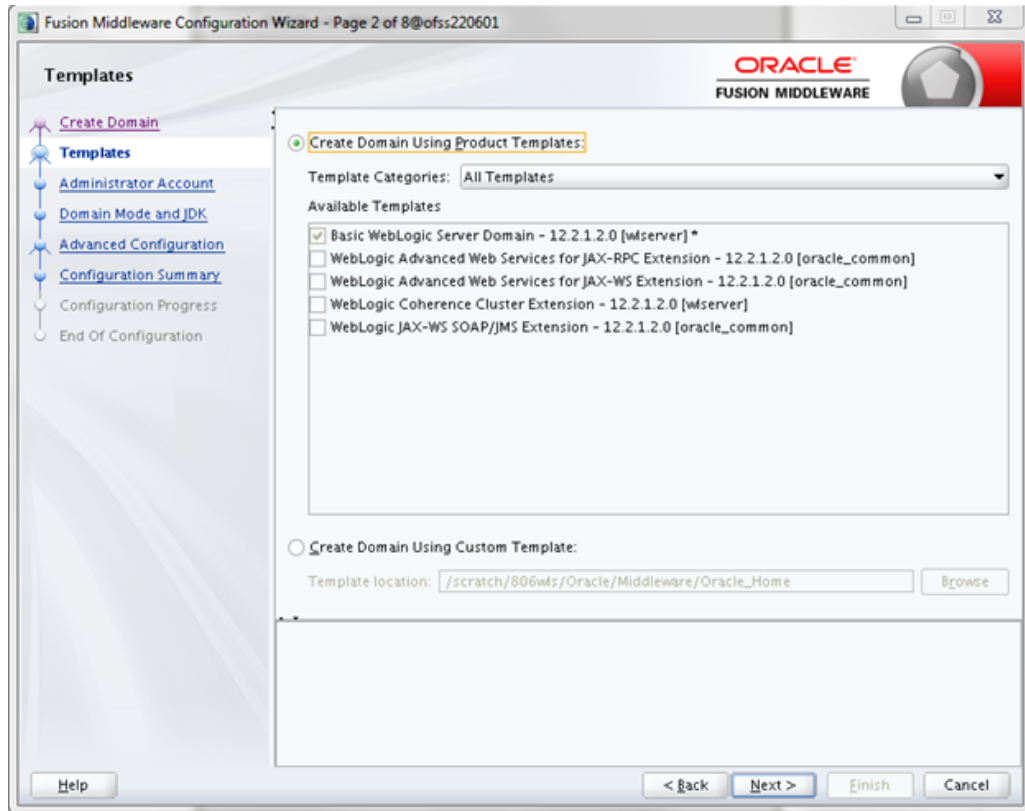 Fusion Middleware Configuration Wizard - Page 2 of 8@ofss220601
Templates
ORACLE
FUSION MIDDLEWARE
Create Domain
Templates
Administrator Account
Domain Mode and JDK
Advanced Configuration
Configuration Summary
Configuration Progress
End Of Configuration
Create Domain Using Product Templates:
Template Categories: All Templates
Available Templates
Basic WebLogic Server Domain - 12.2.1.2.0 [wlserver] *
WebLogic Advanced Web Services for JAX-RPC Extension - 12.2.1.2.0 [oracle_common]
WebLogic Advanced Web Services for JAX-WS Extension - 12.2.1.2.0 [oracle_common]
WebLogic Coherence Cluster Extension - 12.2.1.2.0 [wlserver]
WebLogic JAX-WS SOAP/JMS Extension - 12.2.1.2.0 [oracle_common]
Create Domain Using Custom Template:
Template location: /scratch/806wls/Oracle/Middleware/Oracle_Home Browse
Help < Back Next > Finish Cancel